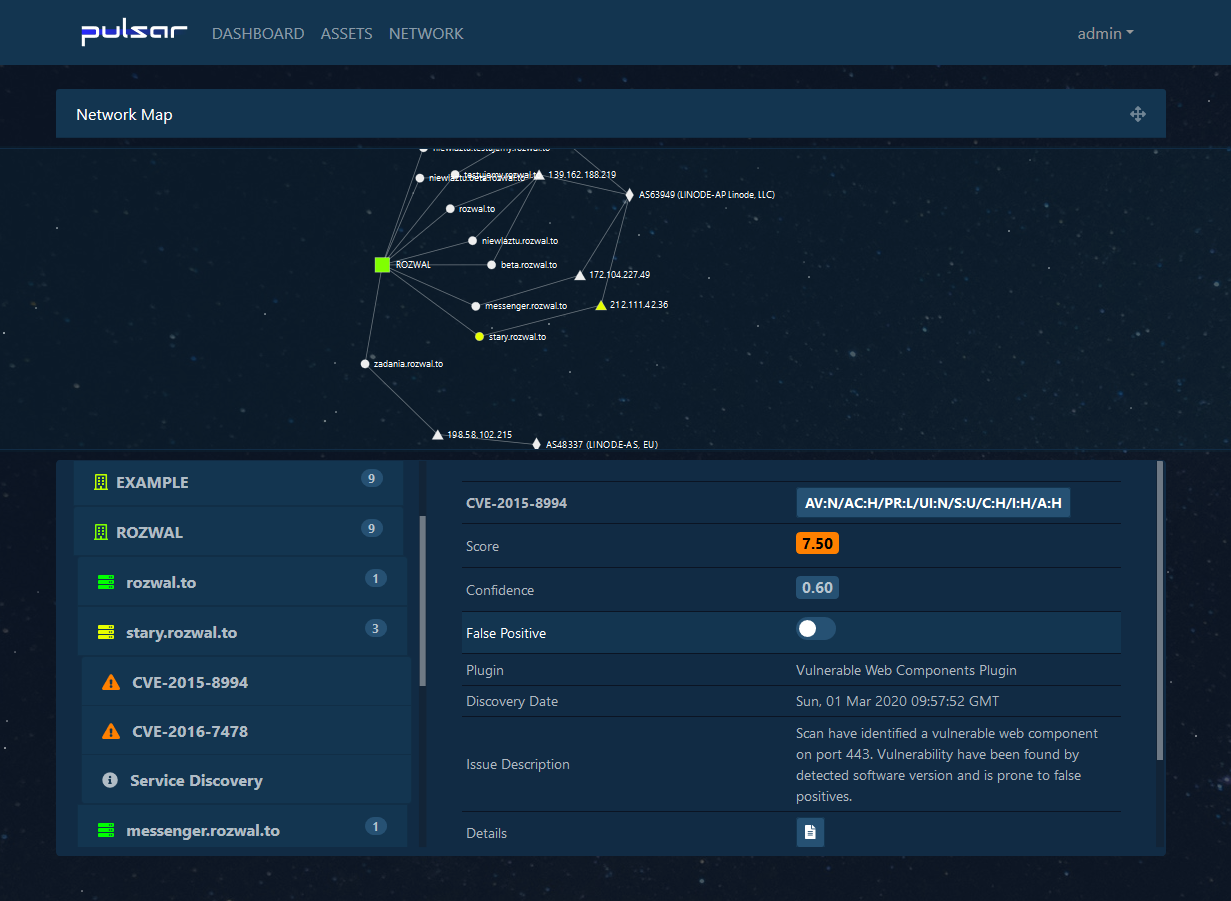 pulsar
DASHBOARD ASSETS NETWORK
admin
Network Map
niewlaztu.testujemy.rozwal.to
testujemy.rozwal.to
139.162.188.219
niewlaztu.beta.rozwal.to
AS63949 (LINODE-AP Linode, LLC)
rozwal.to
niewlaztu.rozwal.to
ROZWAL
beta.rozwal.to
172.104.227.49
messenger.rozwal.to
212.111.42.36
stary.rozwal.to
zadania.rozwal.to
198.58.102.215
AS48337 (LINODE-AS, EU)
EXAMPLE 9
ROZWAL 9
rozwal.to 1
stary.rozwal.to 3
CVE-2015-8994
CVE-2016-7478
Service Discovery
messenger.rozwal.to 1
CVE-2015-8994 AV:N/AC:H/PR:L/UI:N/S:U/C:H/I:H/A:H
Score 7.50
Confidence 0.60
False Positive
Plugin Vulnerable Web Components Plugin
Discovery Date Sun, 01 Mar 2020 09:57:52 GMT
Issue Description
Scan have identified a vulnerable web component
on port 443. Vulnerability have been found by
detected software version and is prone to false
positives.
Details